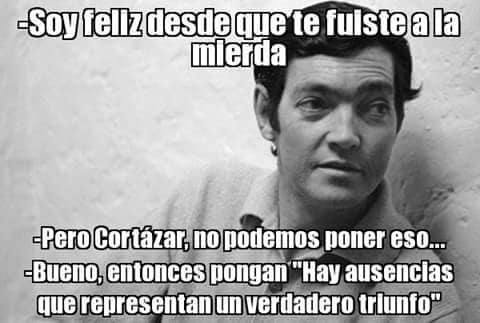 -Soy feliz desde que te fuiste a la
mierda
-Pero Cortázar, no podemos poner eso...
-Bueno, entonces pongan "Hay ausencias
que representan un verdadero triunfo"